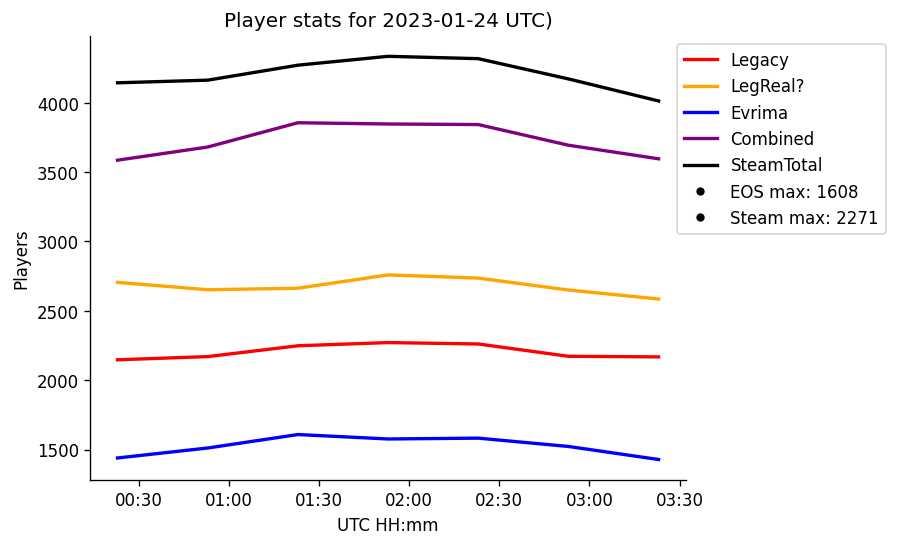 Player stats for 2023-01-24 UTC)
Legacy
LegReal?
Evrima
Combined
SteamTotal
EOS max: 1608
Steam max: 2271
Players
4000
3500
3000
2500
2000
1500
00:30
01:00
01:30
02:00
02:30
03:00
03:30
UTC HH:mm